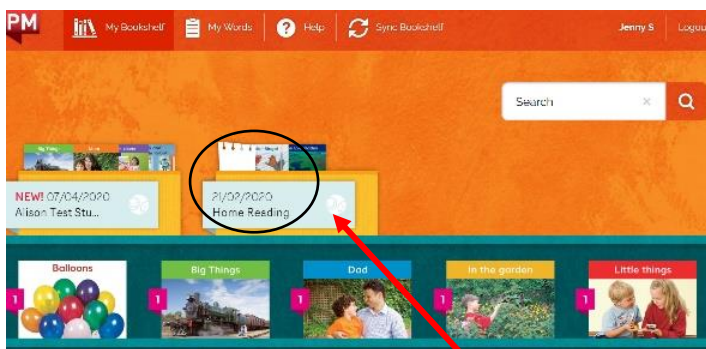 PM
My Bookshelf
My Words
? Help
Sync Bookshelf
Jenny S
Logou
Search
×
NEW! 07/04/2020
Alison Test Stu...
21/02/2020
Home Reading
Balloons
Big Things
Dad
In the garden
Little things
1
1
1
1
1